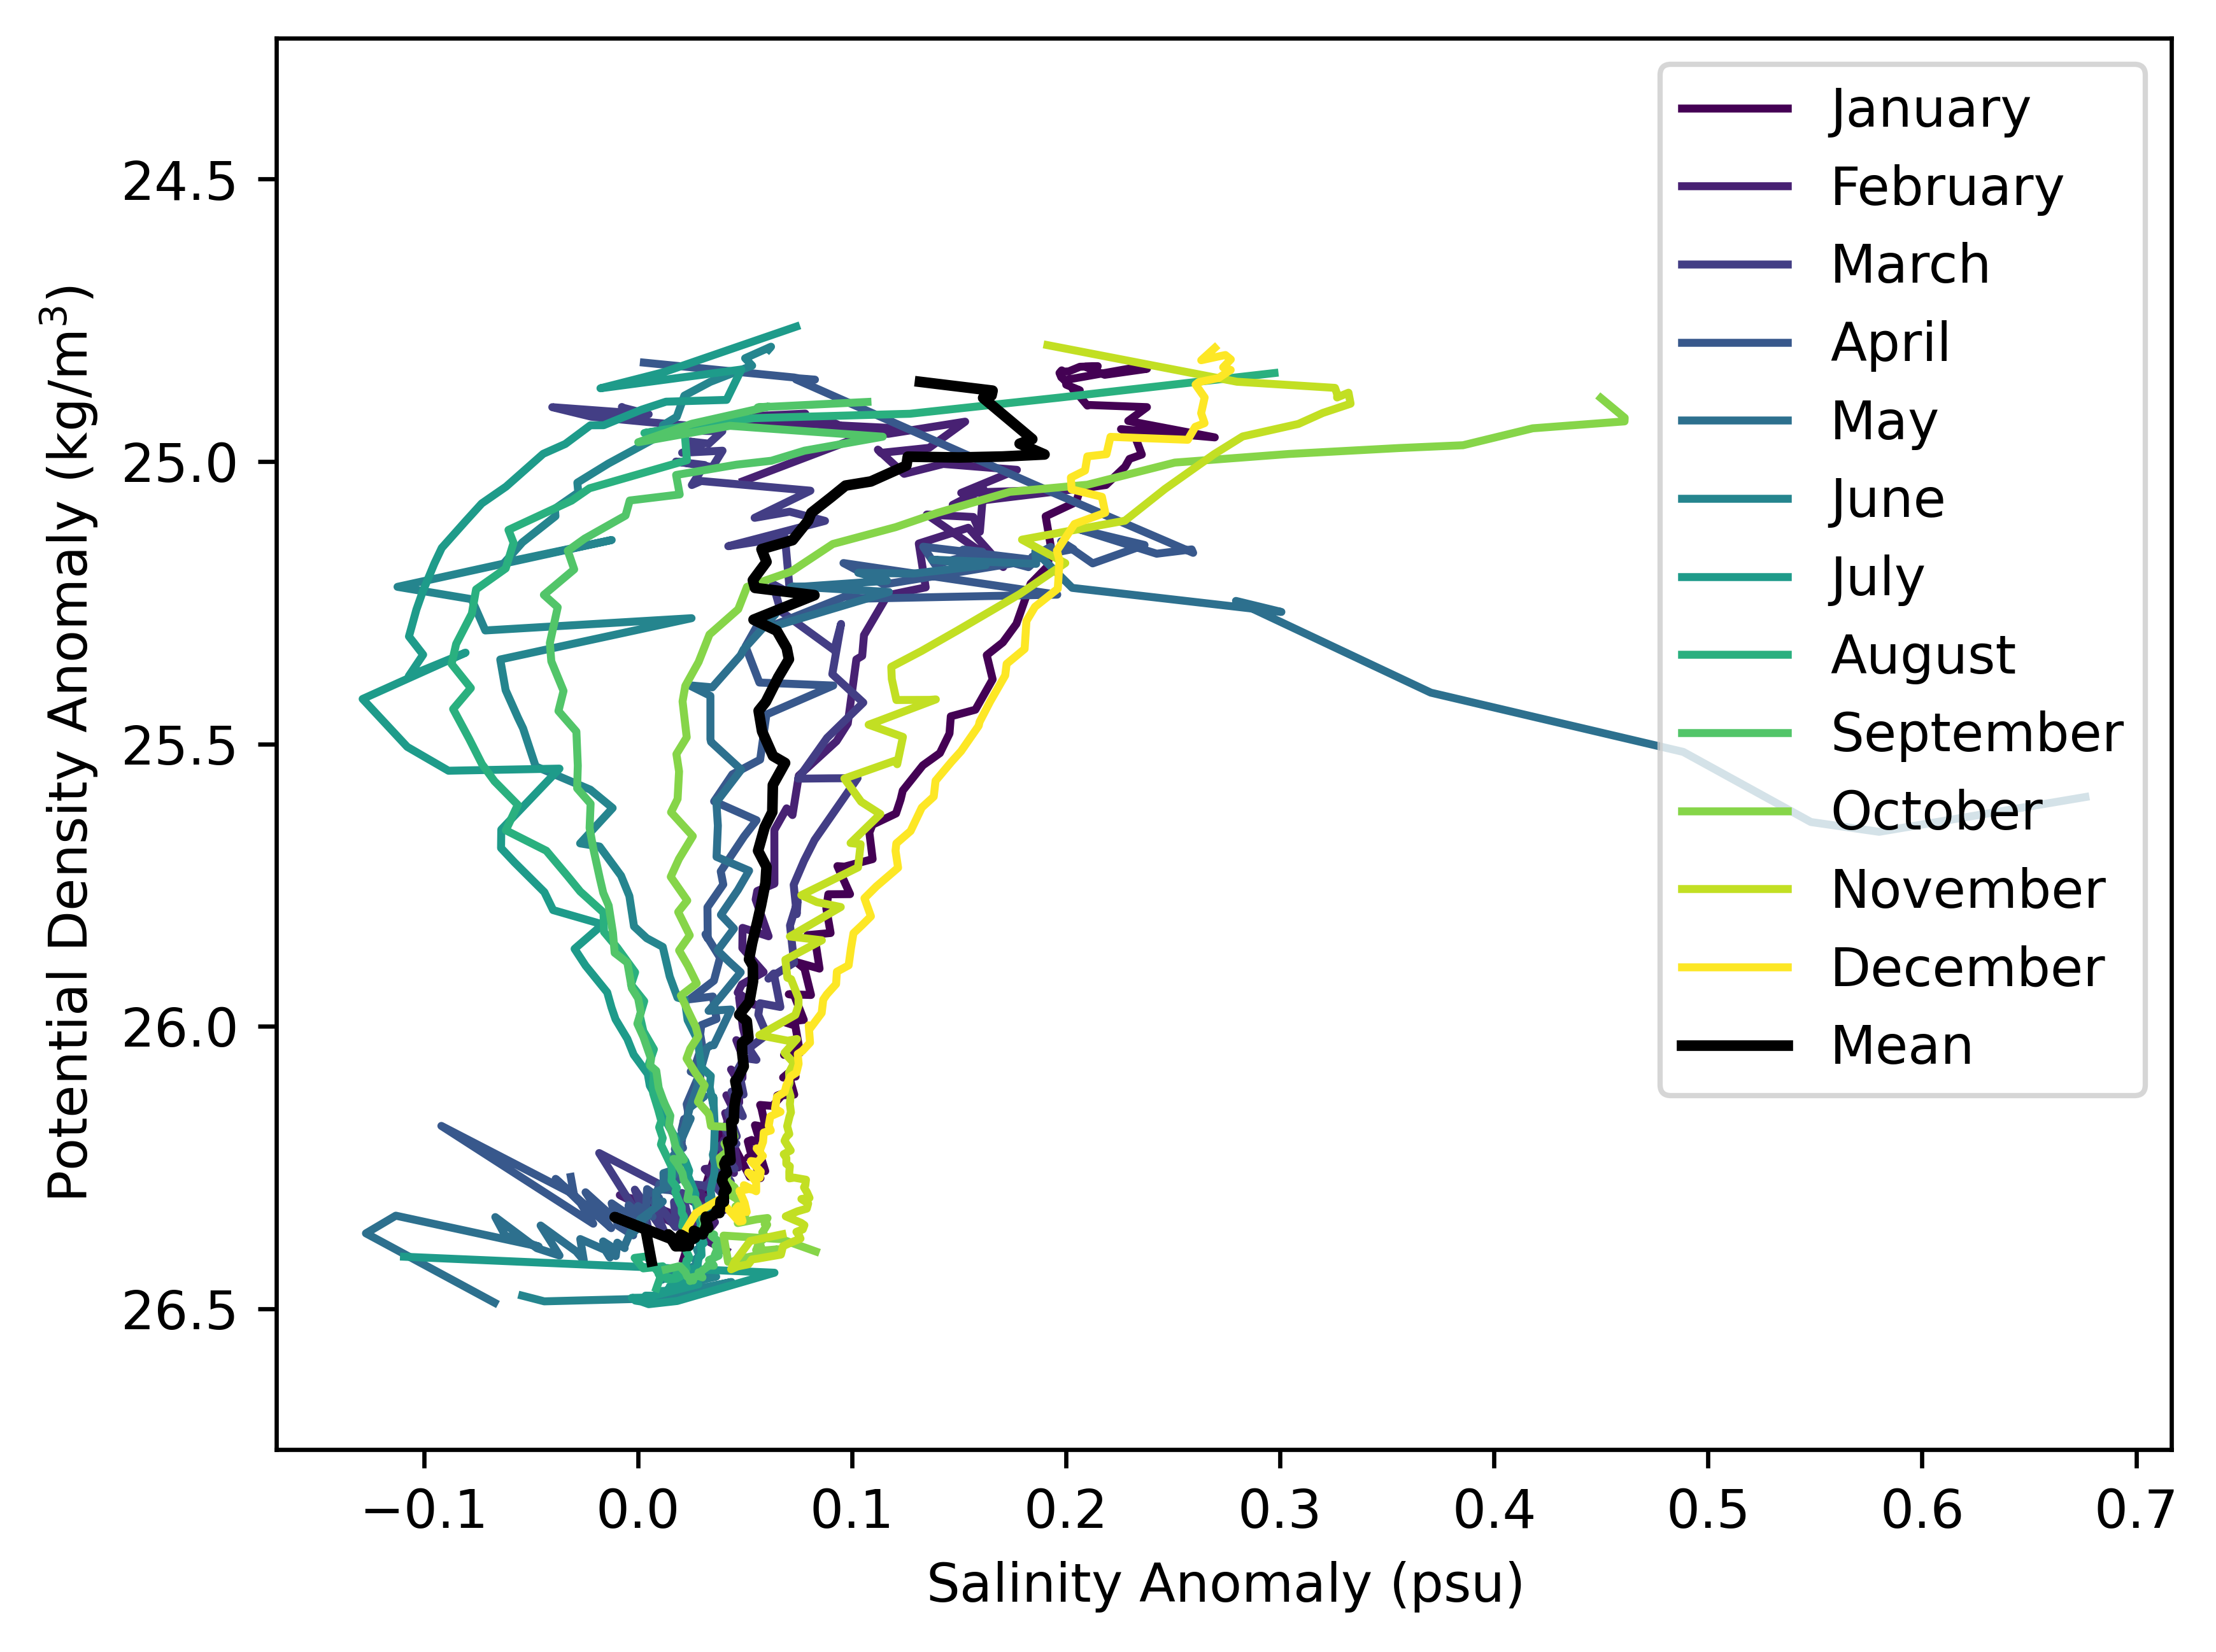 24.5
25.0
25.5
26.0
26.5
Potential Density Anomaly (kg/m³)
−0.1
0.0
0.1
0.2
0.3
0.4
0.5
0.6
0.7
Salinity Anomaly (psu)
January
February
March
April
May
June
July
August
September
October
November
December
Mean